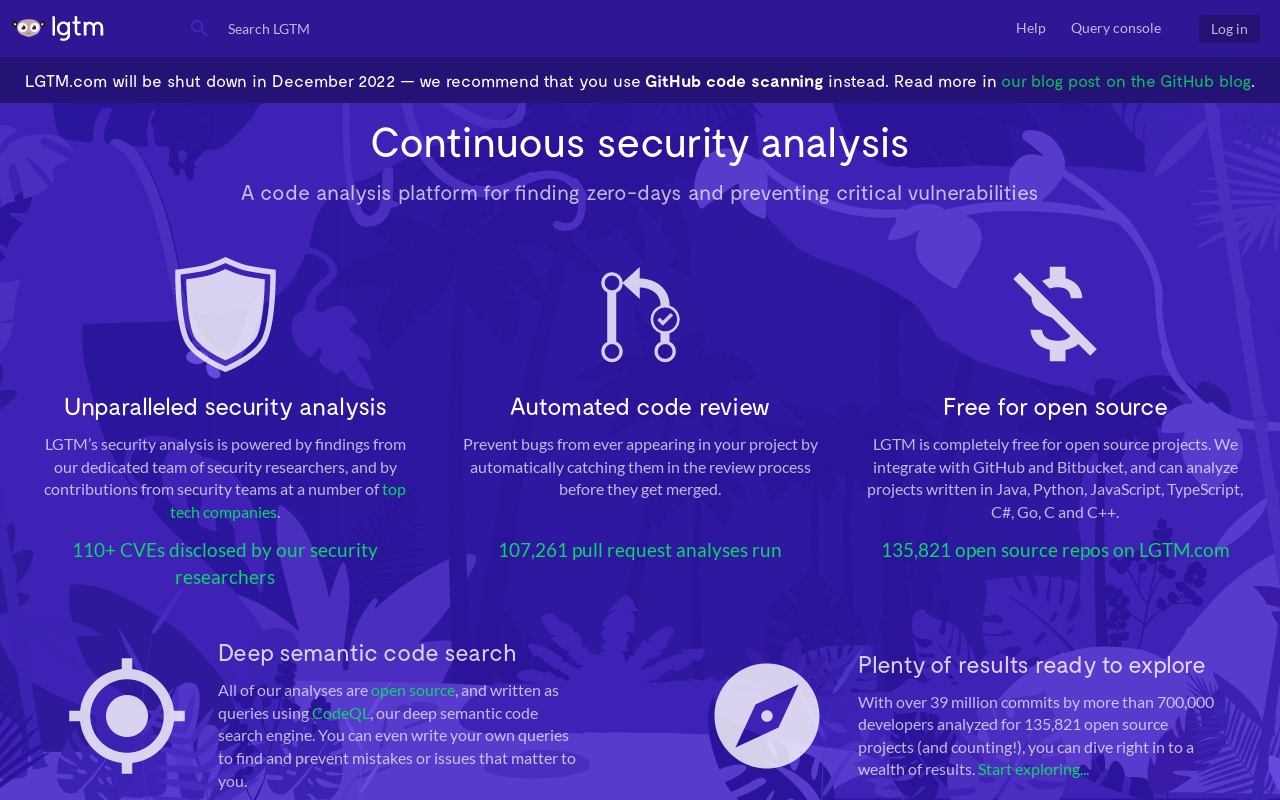 lgtm
Search LGTM
Help
Query console
Log in
LGTM.com will be shut down in December 2022 — we recommend that you use GitHub code scanning instead. Read more in our blog post on the GitHub blog.
Continuous security analysis
A code analysis platform for finding zero-days and preventing critical vulnerabilities
Unparalleled security analysis
LGTM’s security analysis is powered by findings from
our dedicated team of security researchers, and by
contributions from security teams at a number of top
tech companies.
110+ CVEs disclosed by our security
researchers
Automated code review
Prevent bugs from ever appearing in your project by
automatically catching them in the review process
before they get merged.
107,261 pull request analyses run
Free for open source
LGTM is completely free for open source projects. We
integrate with GitHub and Bitbucket, and can analyze
projects written in Java, Python, JavaScript, TypeScript,
C#, Go, C and C++.
135,821 open source repos on LGTM.com
Deep semantic code search
All of our analyses are open source, and written as
queries using CodeQL, our deep semantic code
search engine. You can even write your own queries
to find and prevent mistakes or issues that matter to
you.
Plenty of results ready to explore
With over 39 million commits by more than 700,000
developers analyzed for 135,821 open source
projects (and counting!), you can dive right in to a
wealth of results. Start exploring...